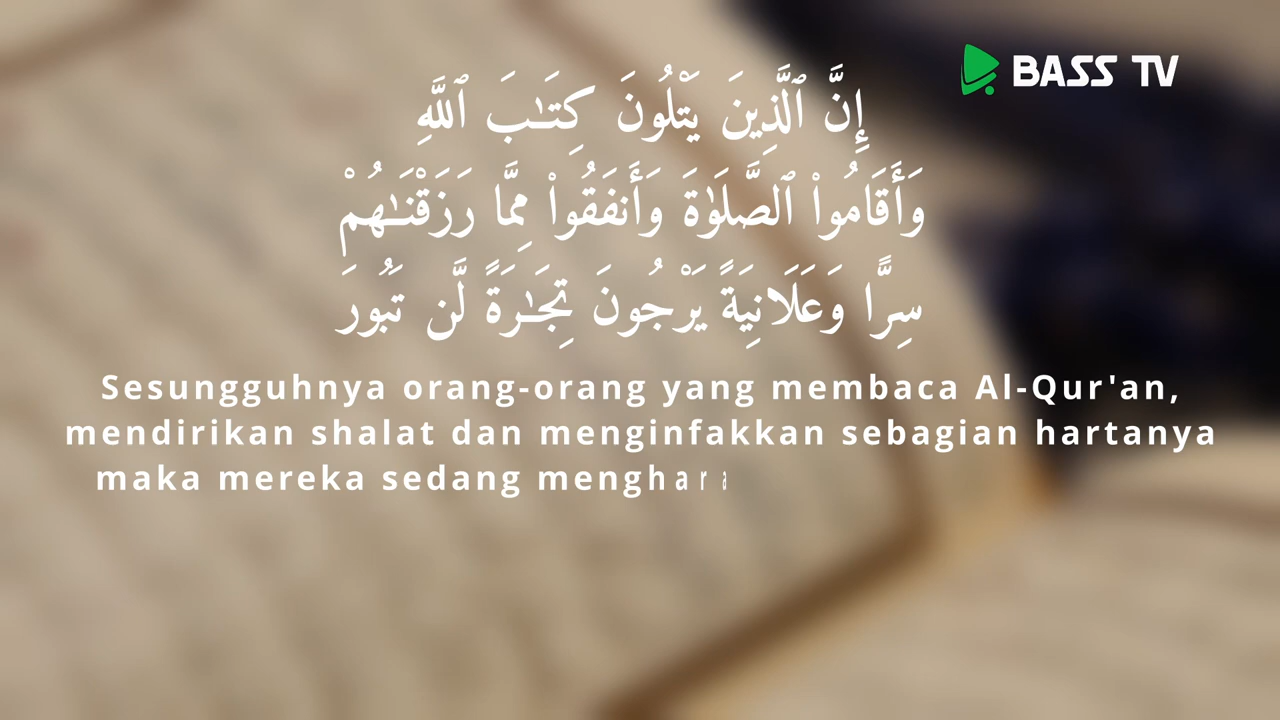 BASS TV
إِنَّ ٱلَّذِينَ يَتْلُونَ كِتَـٰبَ ٱللَّهِ
وَأَقَامُوا۟ ٱلصَّلَوٰةَ وَأَنفَقُوا۟ مِمَّا رَزَقْنَـٰهُمْ
سِرًّا وَعَلَانِيَةً يَرْجُونَ تِجَـٰرَةً لَّن تَبُورَ
Sesungguhnya orang-orang yang membaca Al-Qur'an,
mendirikan shalat dan menginfakkan sebagian hartanya
maka mereka sedang menghara